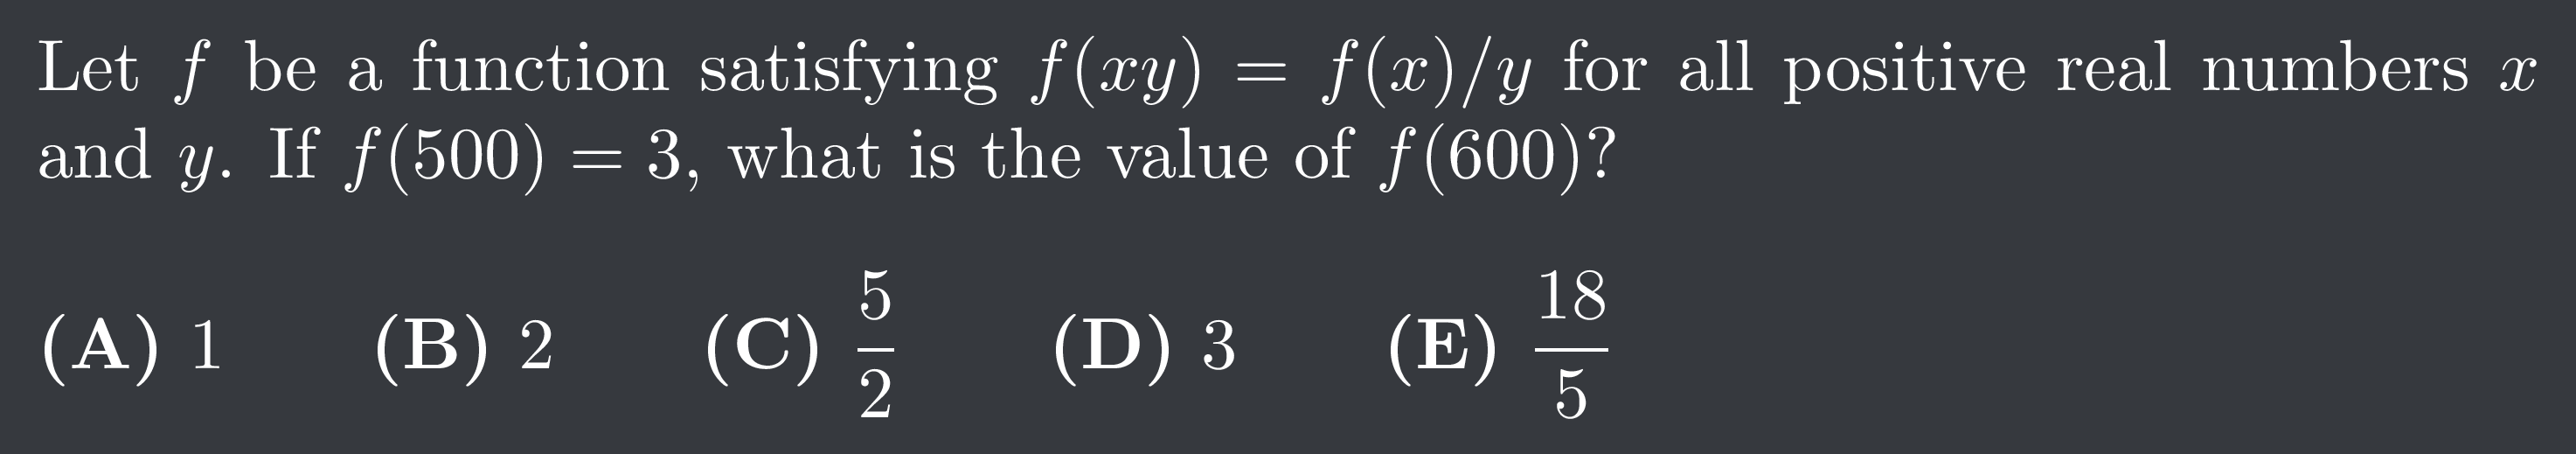 Let f be a function satisfying f(xy) = f(x)/y for all positive real numbers x
and y. If f(500) = 3, what is the value of f(600)?
(A) 1 (B) 2 (C) 5/2 (D) 3 (E) 18/5